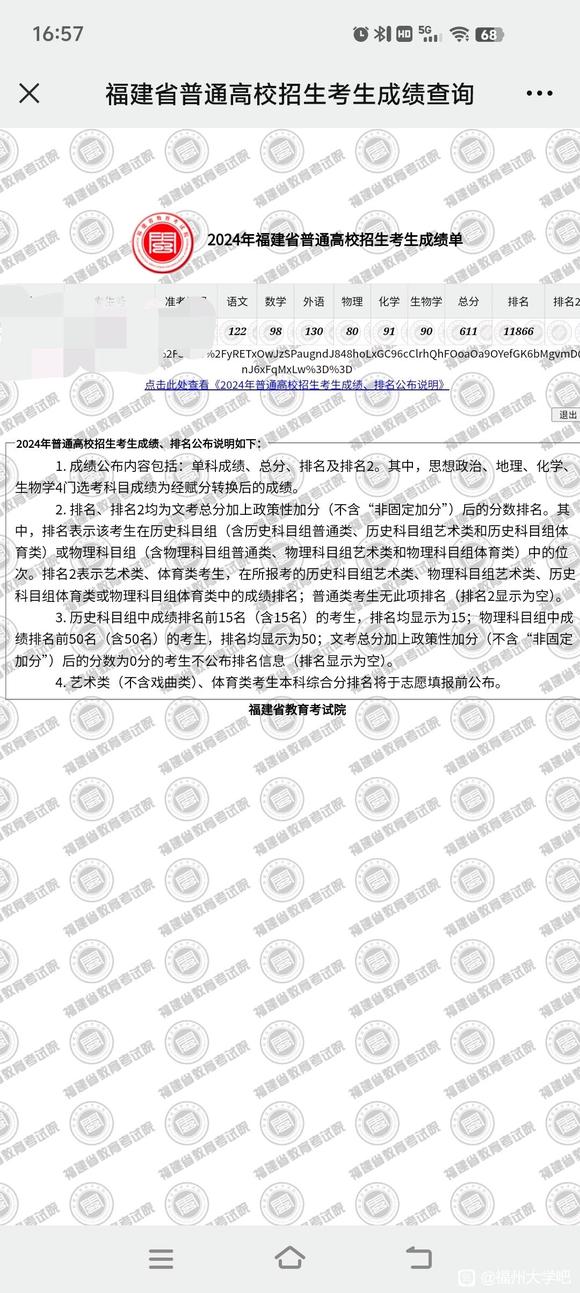 16:57
HD 5G 68
福建省普通高校招生考生成绩查询
2024年福建省普通高校招生考生成绩单
语文 数学 外语 物理 化学 生物学 总分 排名 排名2
122 98 130 80 91 90 611 11866
%2FyRETxOwJzSPaugndJ848hoLxGC96cClrhQhFOoaOa9OYefGK6bMgvmD
nJ6xFqMxLw%3D%3D
点击此处查看《2024年普通高校招生考生成绩、排名公布说明》
退出
2024年普通高校招生考生成绩、排名公布说明如下：
1. 成绩公布内容包括：单科成绩、总分、排名及排名2。其中，思想政治、地理、化学、
生物学4门选考科目成绩为经赋分转换后的成绩。
2. 排名、排名2均为文考总分加上政策性加分（不含“非固定加分”）后的分数排名。其
中，排名表示该考生在历史科目组（含历史科目组普通类、历史科目组艺术类和历史科目组体
育类）或物理科目组（含物理科目组普通类、物理科目组艺术类和物理科目组体育类）中的位
次。排名2表示艺术类、体育类考生，在所报考的历史科目组艺术类、物理科目组艺术类、历史
科目组体育类或物理科目组体育类中的成绩排名；普通类考生无此项排名（排名2显示为空）。
3. 历史科目组中成绩排名前15名（含15名）的考生，排名均显示为15；物理科目组中成
绩排名前50名（含50名）的考生，排名均显示为50；文考总分加上政策性加分（不含“非固定
加分”）后的分数为0分的考生不公布排名信息（排名显示为空）。
4. 艺术类（不含戏曲类）、体育类考生本科综合分排名将于志愿填报前公布。
福建省教育考试院
福建省教育考试院
@福州大学吧